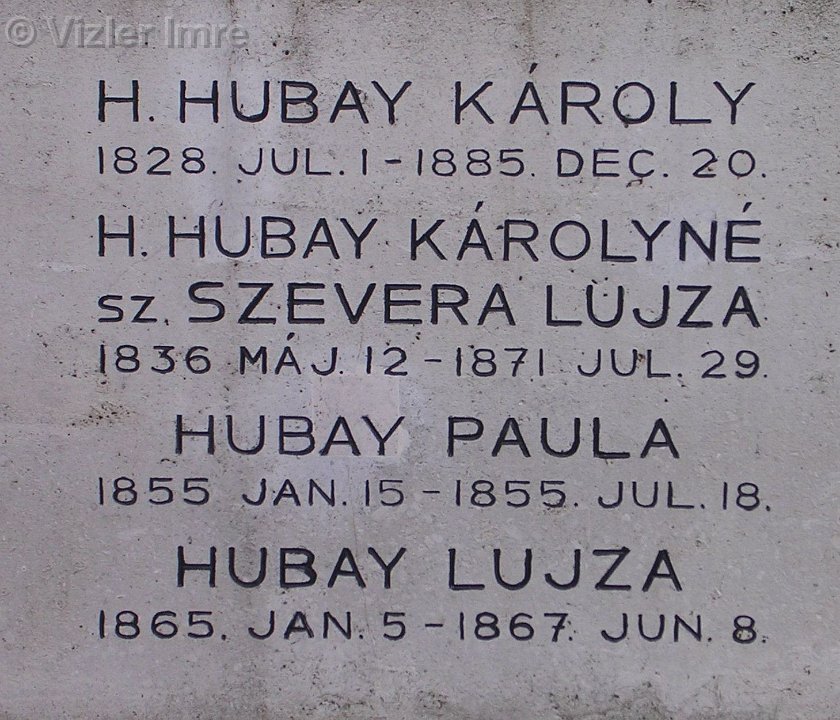 © Vizler Imre
H. HUBAY KÁROLY
1828. JUL. 1 - 1885. DEC. 20.
H. HUBAY KÁROLYNÉ
SZ. SZEVERA LUJZA
1836 MÁJ. 12 - 1871 JUL. 29.
HUBAY PAULA
1855 JAN. 15 - 1855. JUL. 18.
HUBAY LUJZA
1865. JAN. 5 - 1867. JUN. 8.